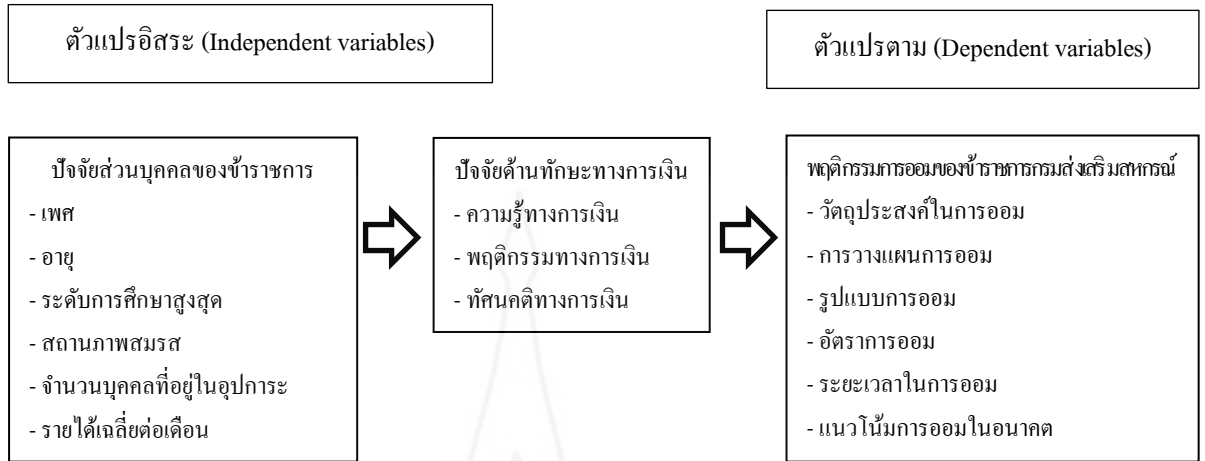 ตัวแปรอิสระ (Independent variables)
ตัวแปรตาม (Dependent variables)
ปัจจัยส่วนบุคคลของข้าราชการ
- เพศ
- อายุ
- ระดับการศึกษาสูงสุด
- สถานภาพสมรส
- จำนวนบุคคลที่อยู่ในอุปการะ
- รายได้เฉลี่ยต่อเดือน
ปัจจัยด้านทักษะทางการเงิน
- ความรู้ทางการเงิน
- พฤติกรรมทางการเงิน
- ทัศนคติทางการเงิน
พฤติกรรมการออมของข้าราชการกรมส่งเสริมสหกรณ์
- วัตถุประสงค์ในการออม
- การวางแผนการออม
- รูปแบบการออม
- อัตราการออม
- ระยะเวลาในการออม
- แนวโน้มการออมในอนาคต